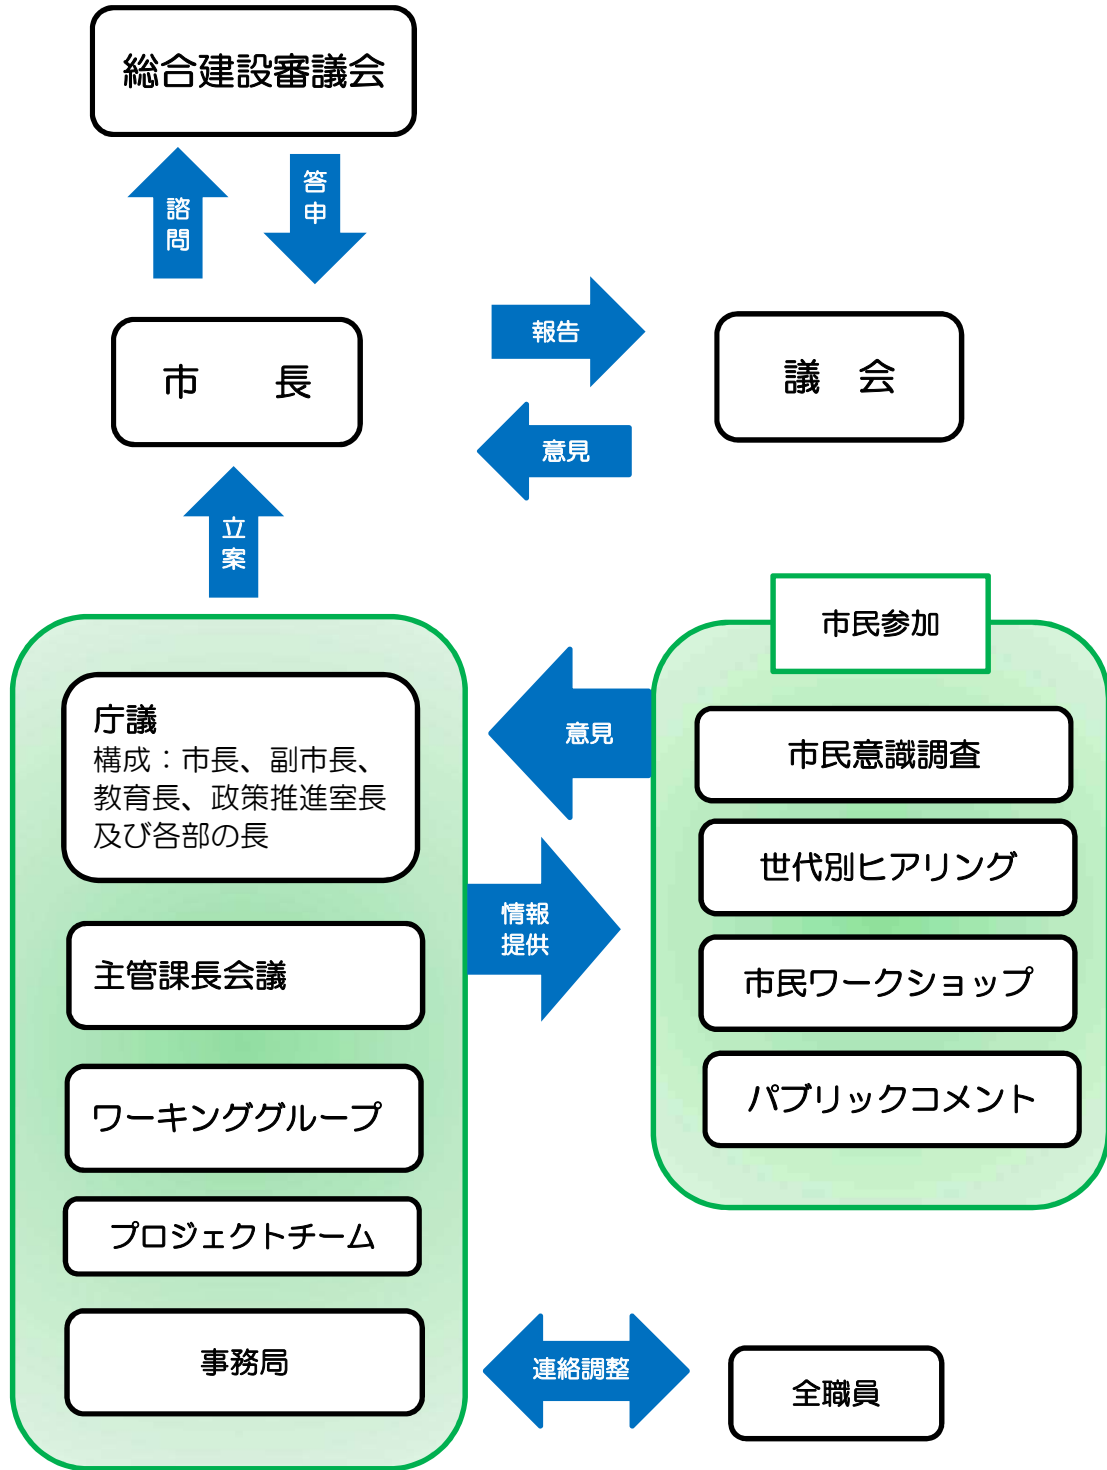 総合建設審議会
諮問
答申
報告
市　　長
議　会
意見
立案
市民参加
庁議
構成：市長、副市長、
教育長、政策推進室長
及び各部の長
意見
市民意識調査
世代別ヒアリング
情報
提供
主管課長会議
市民ワークショップ
ワーキンググループ
パブリックコメント
プロジェクトチーム
事務局
連絡調整
全職員